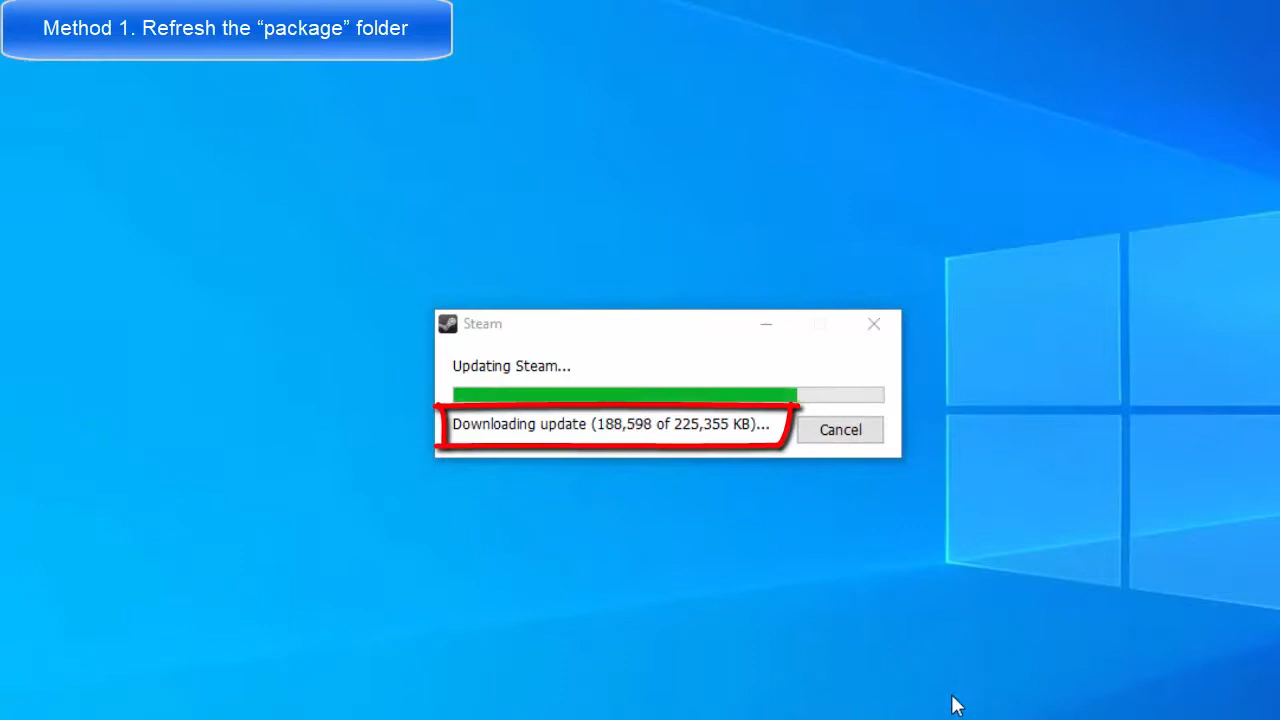 Method 1. Refresh the “package” folder
Steam
Updating Steam...
Downloading update (188,598 of 225,355 KB)...
Cancel